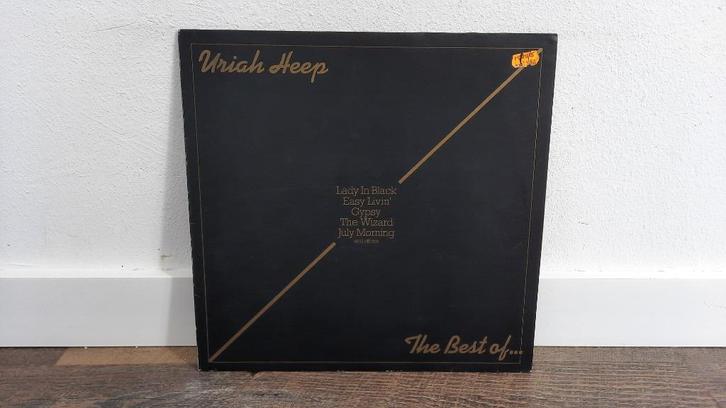 Uriah Heep
Lady In Black
Easy Livin'
Gypsy
The Wizard
July Morning
The Best of...